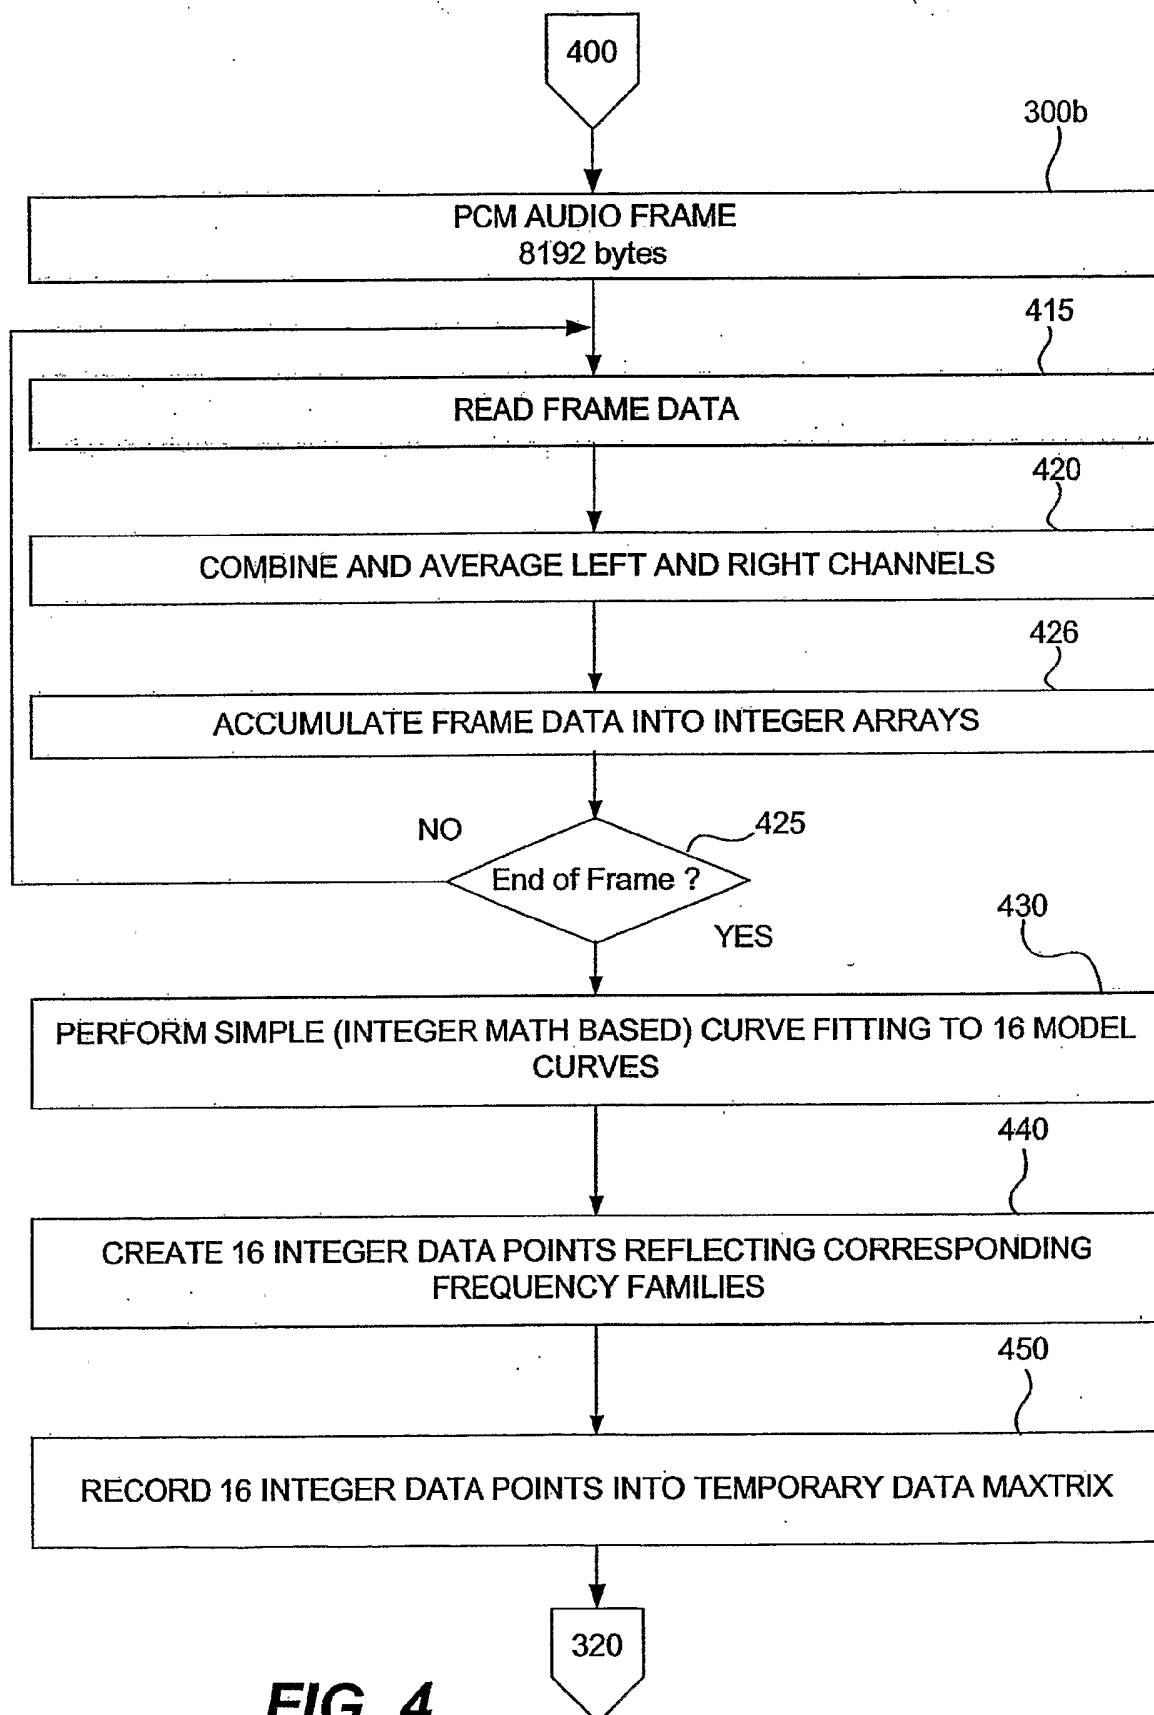 400
300b
PCM AUDIO FRAME
8192 bytes
415
READ FRAME DATA
420
COMBINE AND AVERAGE LEFT AND RIGHT CHANNELS
426
ACCUMULATE FRAME DATA INTO INTEGER ARRAYS
NO
425
End of Frame ?
YES
430
PERFORM SIMPLE (INTEGER MATH BASED) CURVE FITTING TO 16 MODEL
CURVES
440
CREATE 16 INTEGER DATA POINTS REFLECTING CORRESPONDING
FREQUENCY FAMILIES
450
RECORD 16 INTEGER DATA POINTS INTO TEMPORARY DATA MAXTRIX
320
FIG. 4